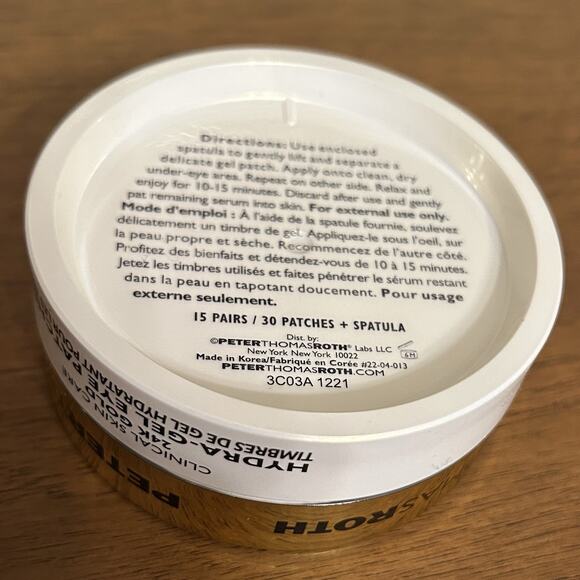 Directions: Use enclosed
spatula to gently lift and separate a
delicate gel patch. Apply onto clean, dry
under-eye area. Repeat on other side. Relax and
enjoy for 10-15 minutes. Discard after use and gently
pat remaining serum into skin. For external use only.
Mode d'emploi : À l'aide de la spatule fournie, soulevez
délicatement un timbre de gel. Appliquez-le sous l'oeil, sur
la peau propre et sèche. Recommencez de l'autre côté.
Profitez des bienfaits et détendez-vous de 10 à 15 minutes.
Jetez les timbres utilisés et faites pénétrer le sérum restant
dans la peau en tapotant doucement. Pour usage
externe seulement.
15 PAIRS / 30 PATCHES + SPATULA
Dist. by:
©PETERTHOMASROTH® Labs LLC
New York New York 10022
6M
Made in Korea/Fabriqué en Corée #22-04-013
PETERTHOMASROTH.COM
3C03A 1221
CLINICAL SKIN CARE
24K GOLD
HYDRA-GEL EYE PATCHES
TIMBRES DE GEL HYDRATANT POUR
PETER
MASROTH